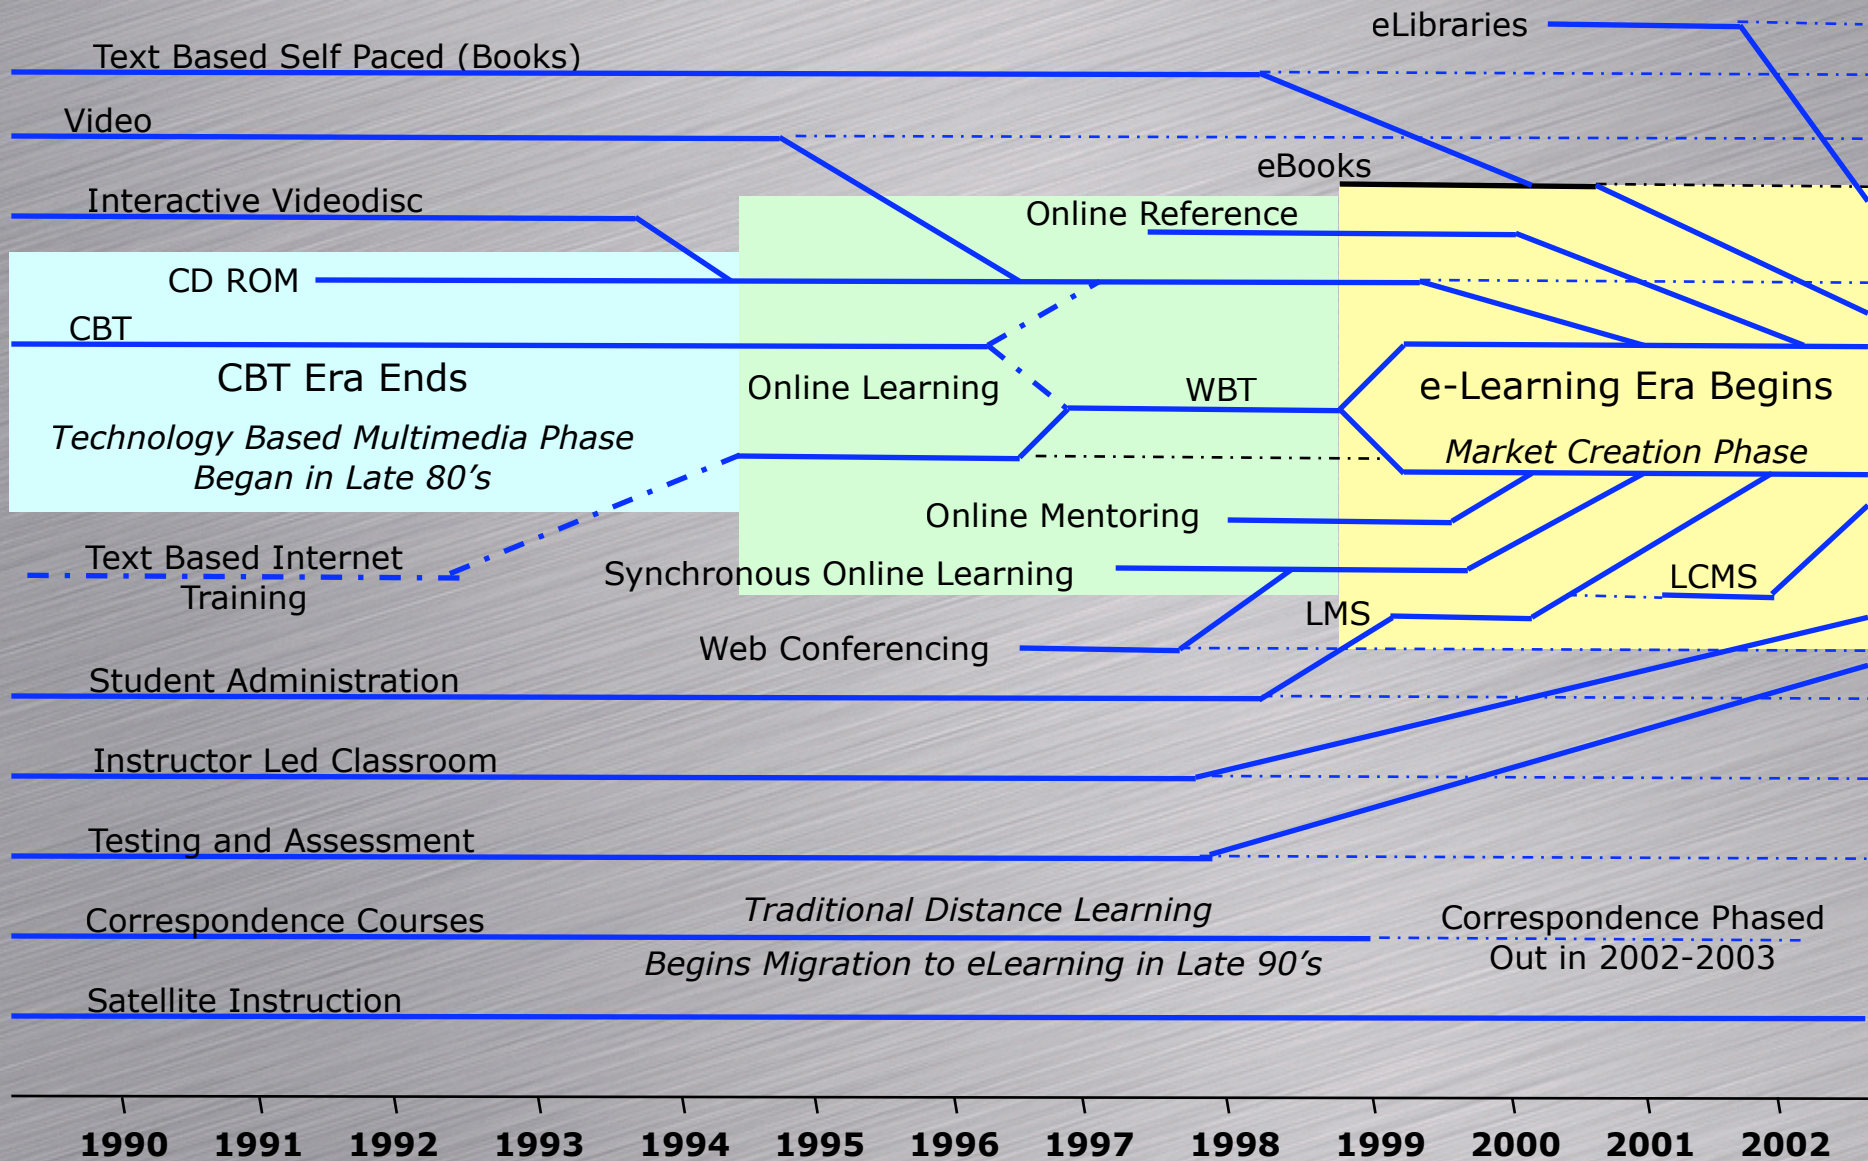 eLibraries
Text Based Self Paced (Books)
Video
eBooks
Interactive Videodisc
Online Reference
CD ROM
CBT
CBT Era Ends
Online Learning
WBT
e-Learning Era Begins
Technology Based Multimedia Phase
Began in Late 80’s
Market Creation Phase
Online Mentoring
Text Based Internet
Training
Synchronous Online Learning
LCMS
LMS
Web Conferencing
Student Administration
Instructor Led Classroom
Testing and Assessment
Correspondence Courses
Traditional Distance Learning
Begins Migration to eLearning in Late 90’s
Correspondence Phased
Out in 2002-2003
Satellite Instruction
1990 1991 1992 1993 1994 1995 1996 1997 1998 1999 2000 2001 2002